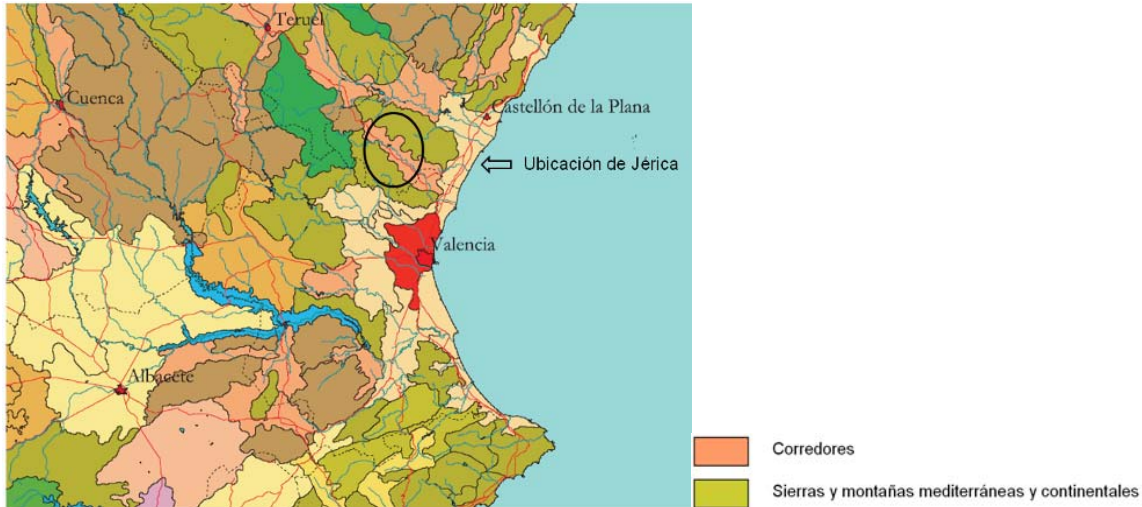 Teruel
Cuenca
Castellón de la Plana
Ubicación de Jérica
Valencia
Albacete
Corredores
Sierras y montañas mediterráneas y continentales